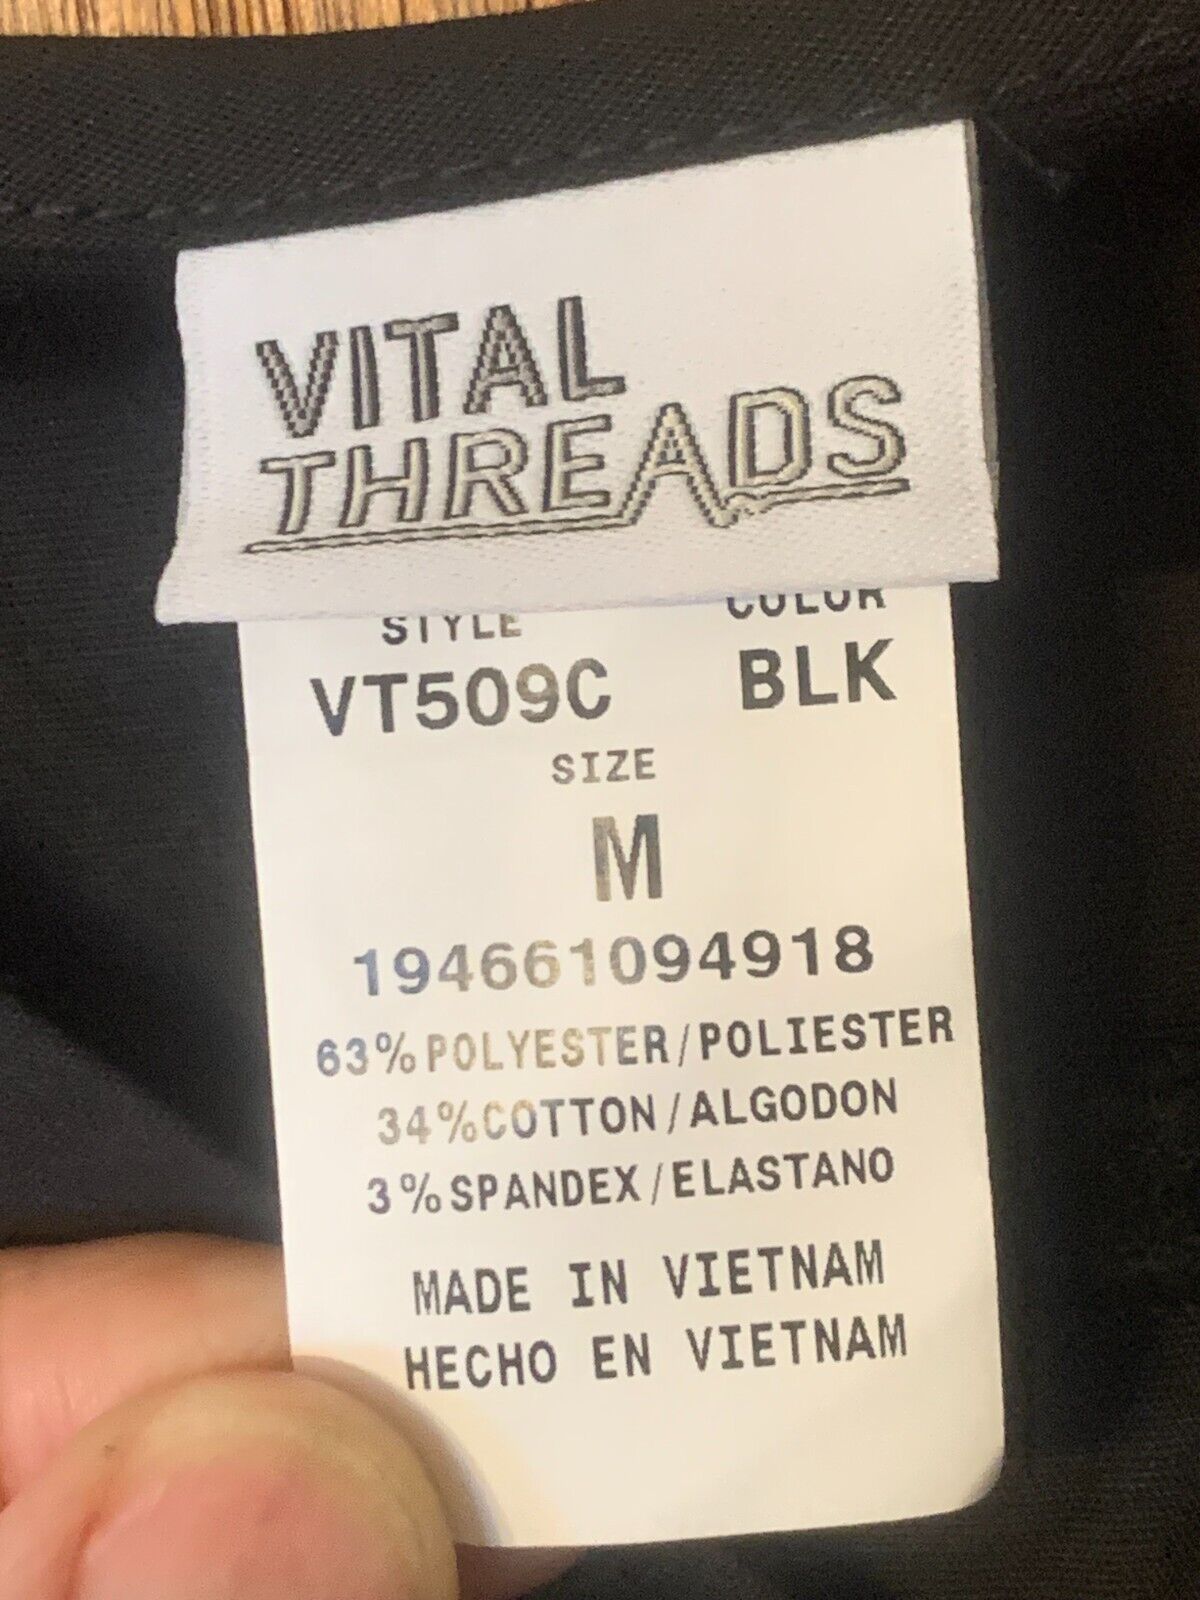 VITAL
THREADS
STYLE COLOR
VT509C BLK
SIZE
M
194661094918
63% POLYESTER/POLIESTER
34%COTTON/ALGODON
3%SPANDEX/ELASTANO
MADE IN VIETNAM
HECHO EN VIETNAM